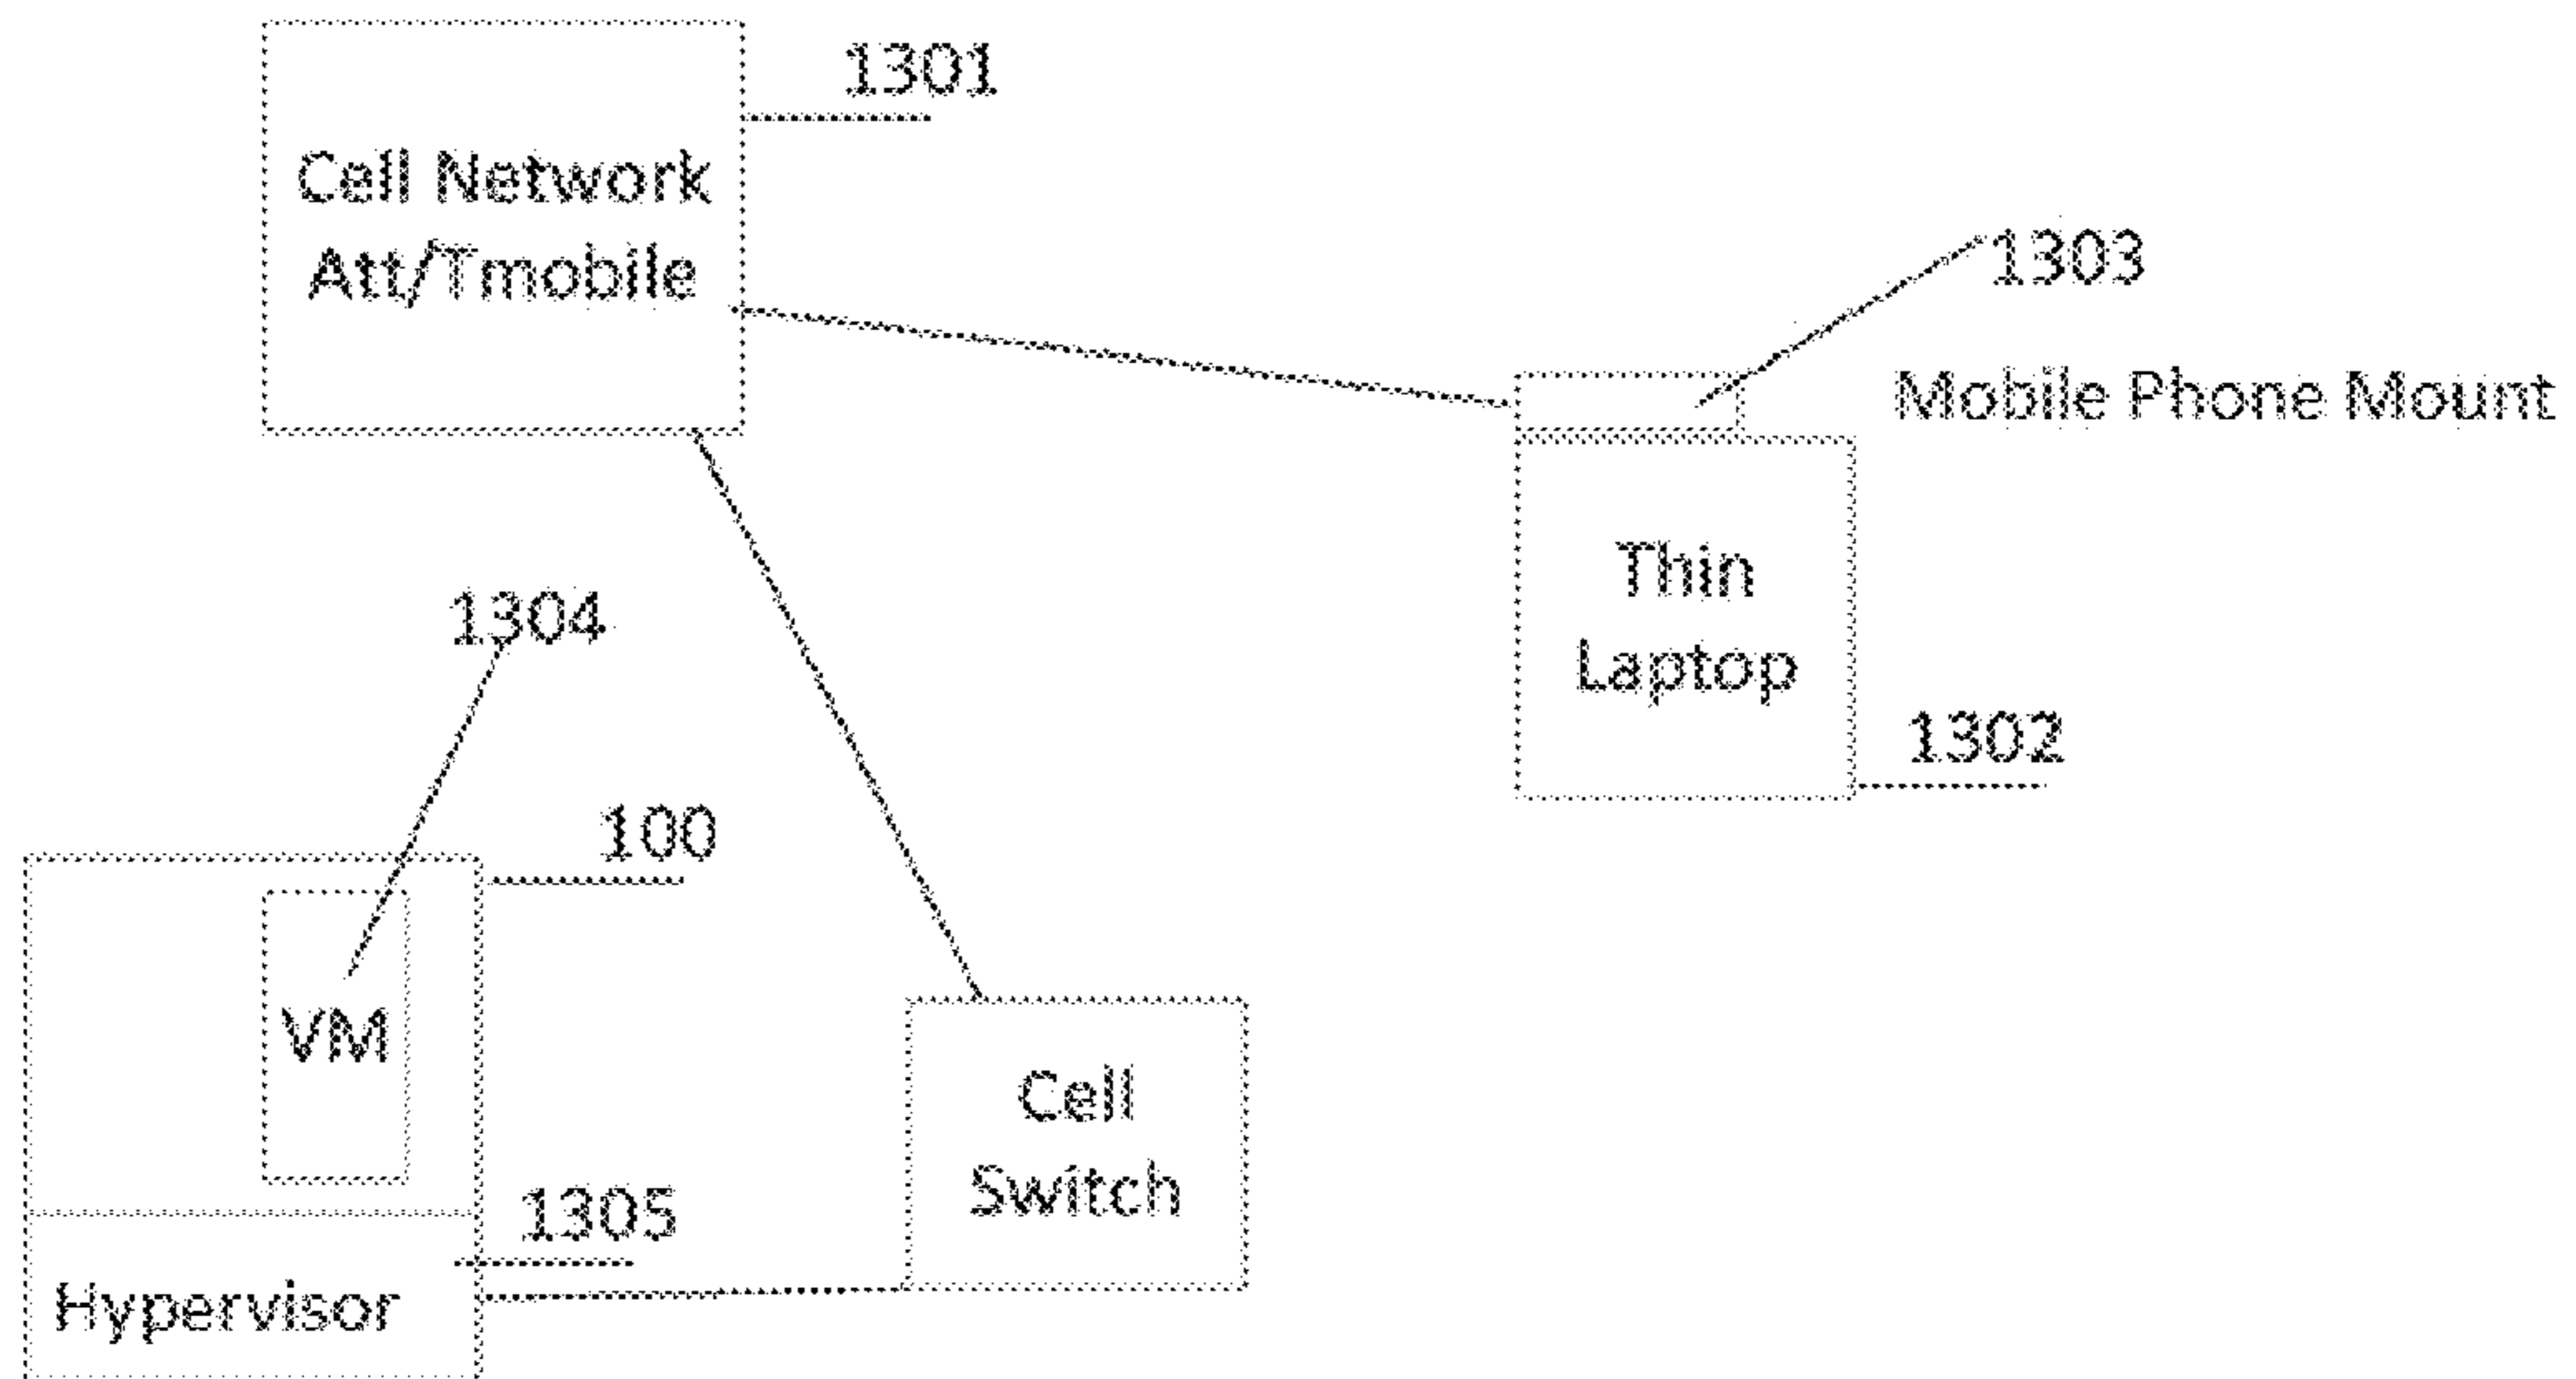 1301
Cell Network
Att/Tmobile
1303
Mobile Phone Mount
Thin
Laptop
1302
1304
100
VM
Cell
Switch
1305
Hypervisor